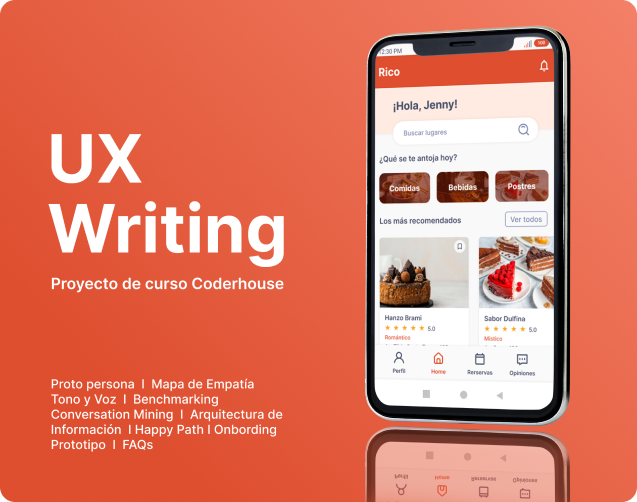 UX
Writing
Proyecto de curso Coderhouse
Proto persona I Mapa de Empatía
Tono y Voz I Benchmarking
Conversation Mining I Arquitectura de
Información I Happy Path I Onbording
Prototipo I FAQs
12:30 PM
100
Rico
¡Hola, Jenny!
Buscar lugares
¿Qué se te antoja hoy?
Comidas Bebidas Postres
Los más recomendados Ver todos
Hanzo Brami Sabor Dulfina
5.0 5.0
Romántico Místico
Perfil Home Rerservas Opiniones